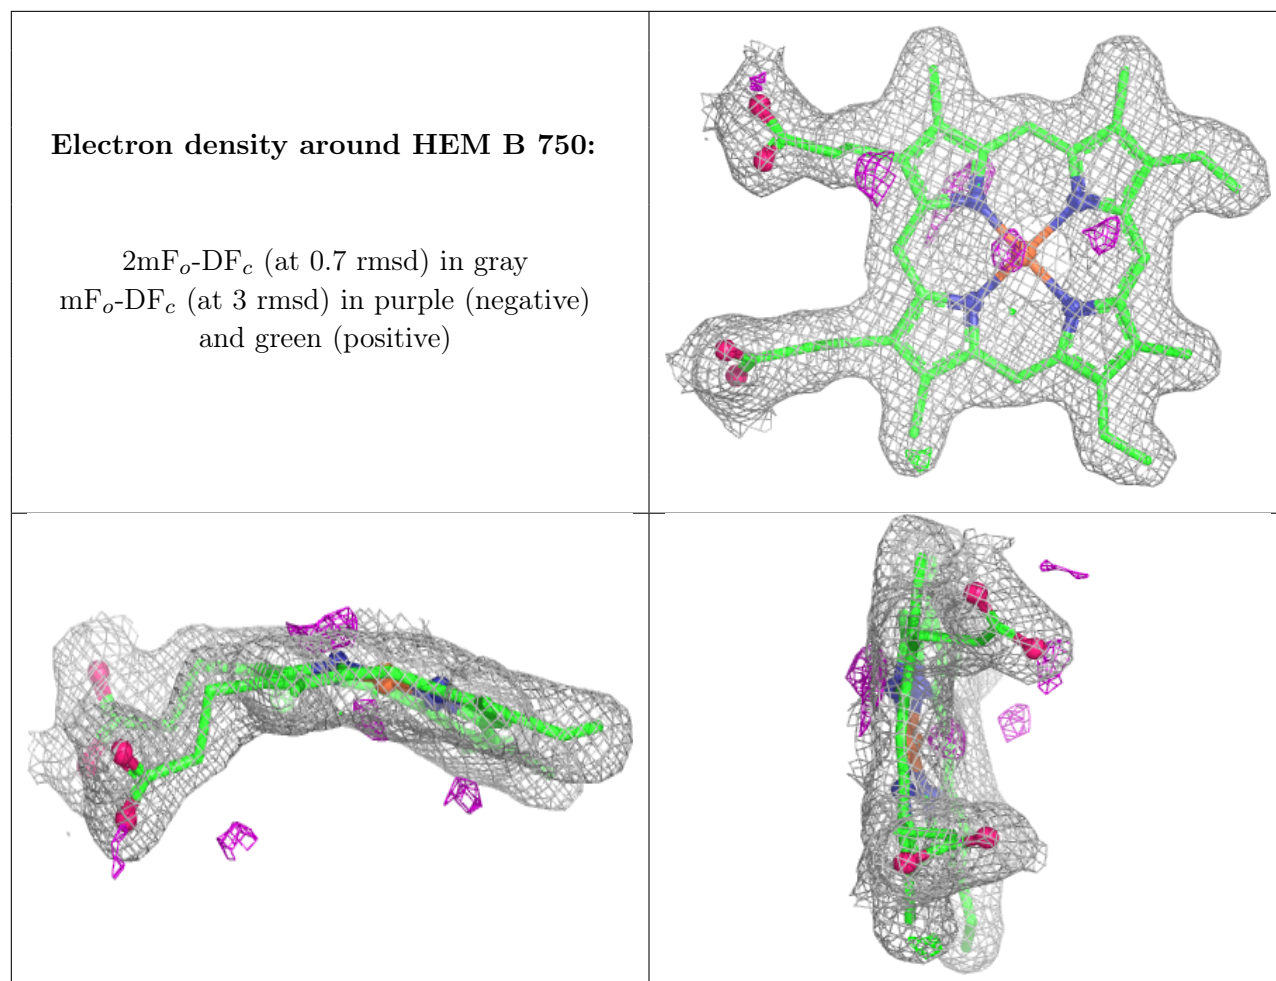 Electron density around HEM B 750:
2mFo-DFc (at 0.7 rmsd) in gray
mFo-DFc (at 3 rmsd) in purple (negative)
and green (positive)